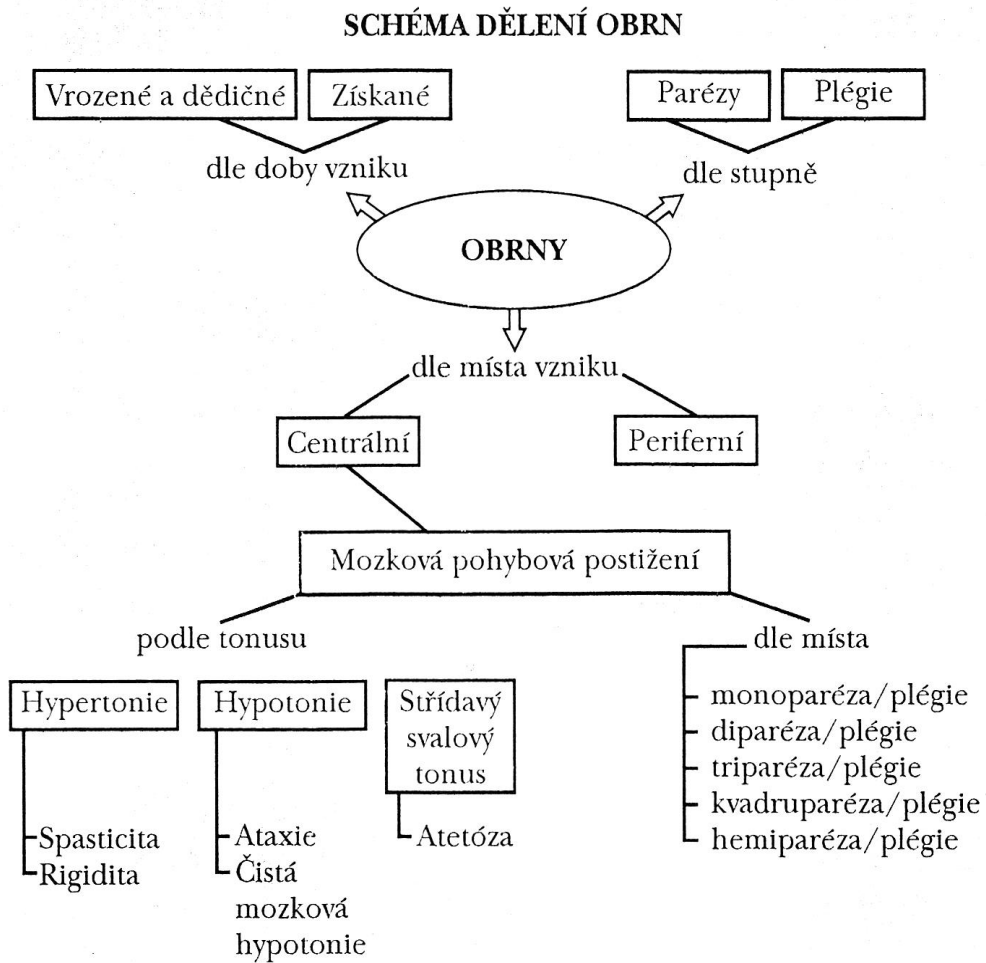 SCHÉMA DĚLENÍ OBRN
Vrozené a dědičné
Získané
Parézy
Plégie
dle doby vzniku
dle stupně
OBRNY
dle místa vzniku
Centrální
Periferní
Mozková pohybová postižení
podle tonusu
dle místa
Hypertonie
Hypotonie
Střídavý
svalový
tonus
Spasticita
Rigidita
Ataxie
Čistá
mozková
hypotonie
Atetóza
monoparéza/plégie
diparéza/plégie
triparéza/plégie
kvadruparéza/plégie
hemiparéza/plégie